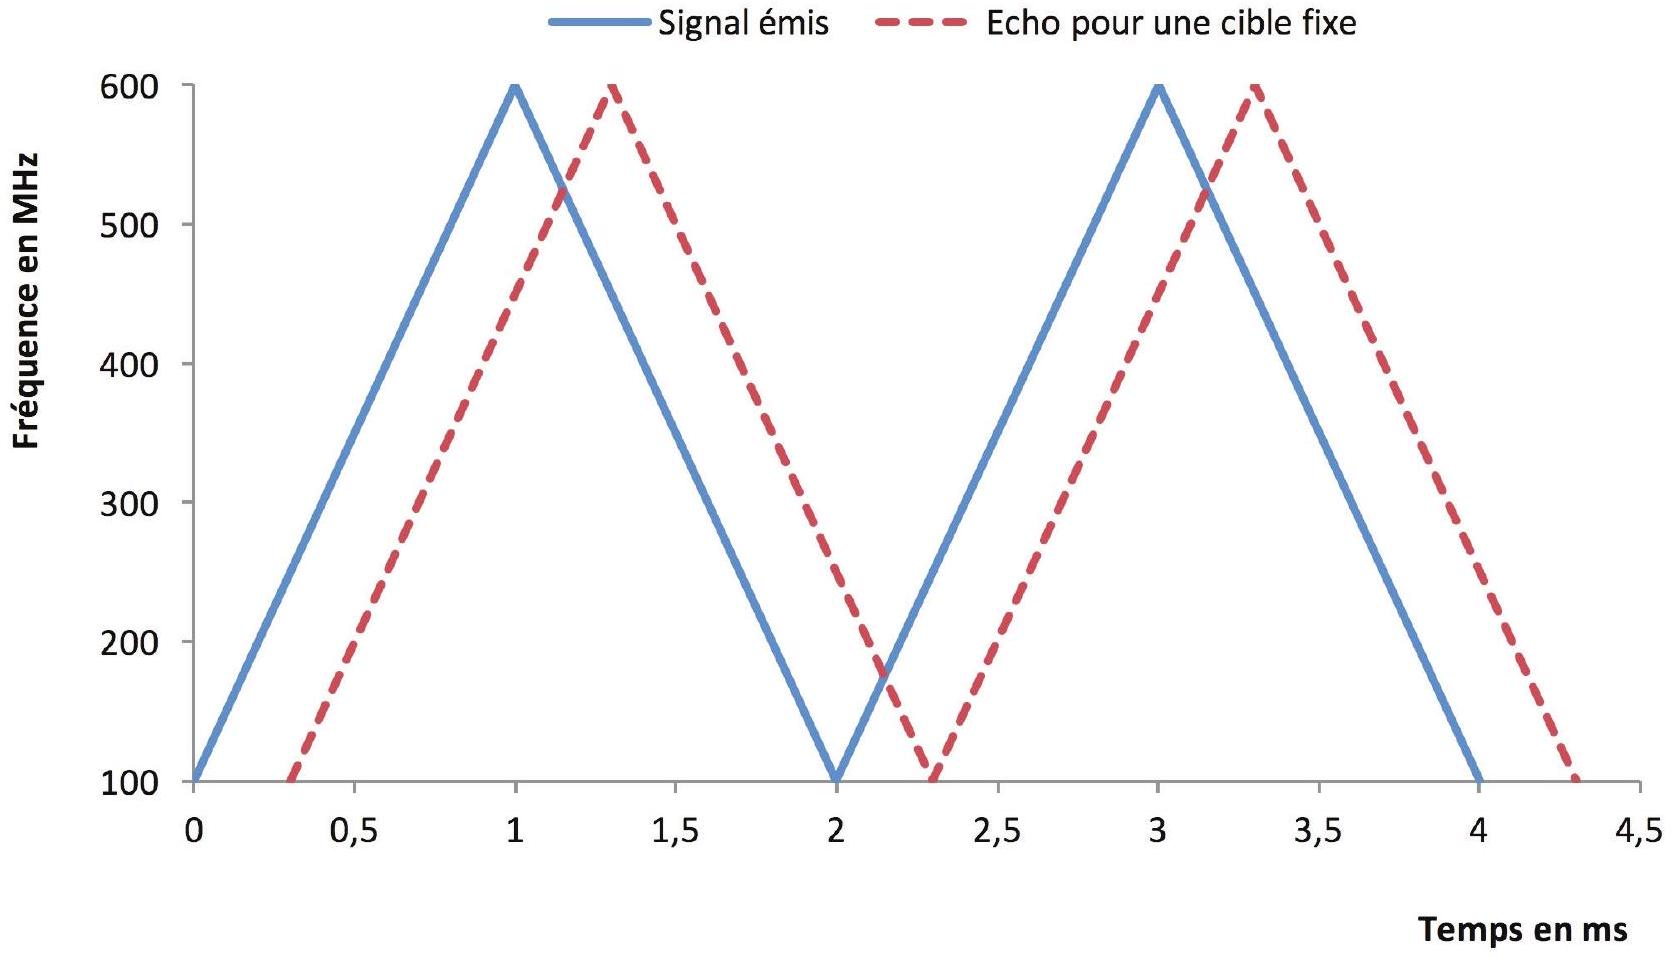 Signal émis Echo pour une cible fixe
Fréquence en MHz
600
500
400
300
200
100
0 0,5 1 1,5 2 2,5 3 3,5 4 4,5
Temps en ms